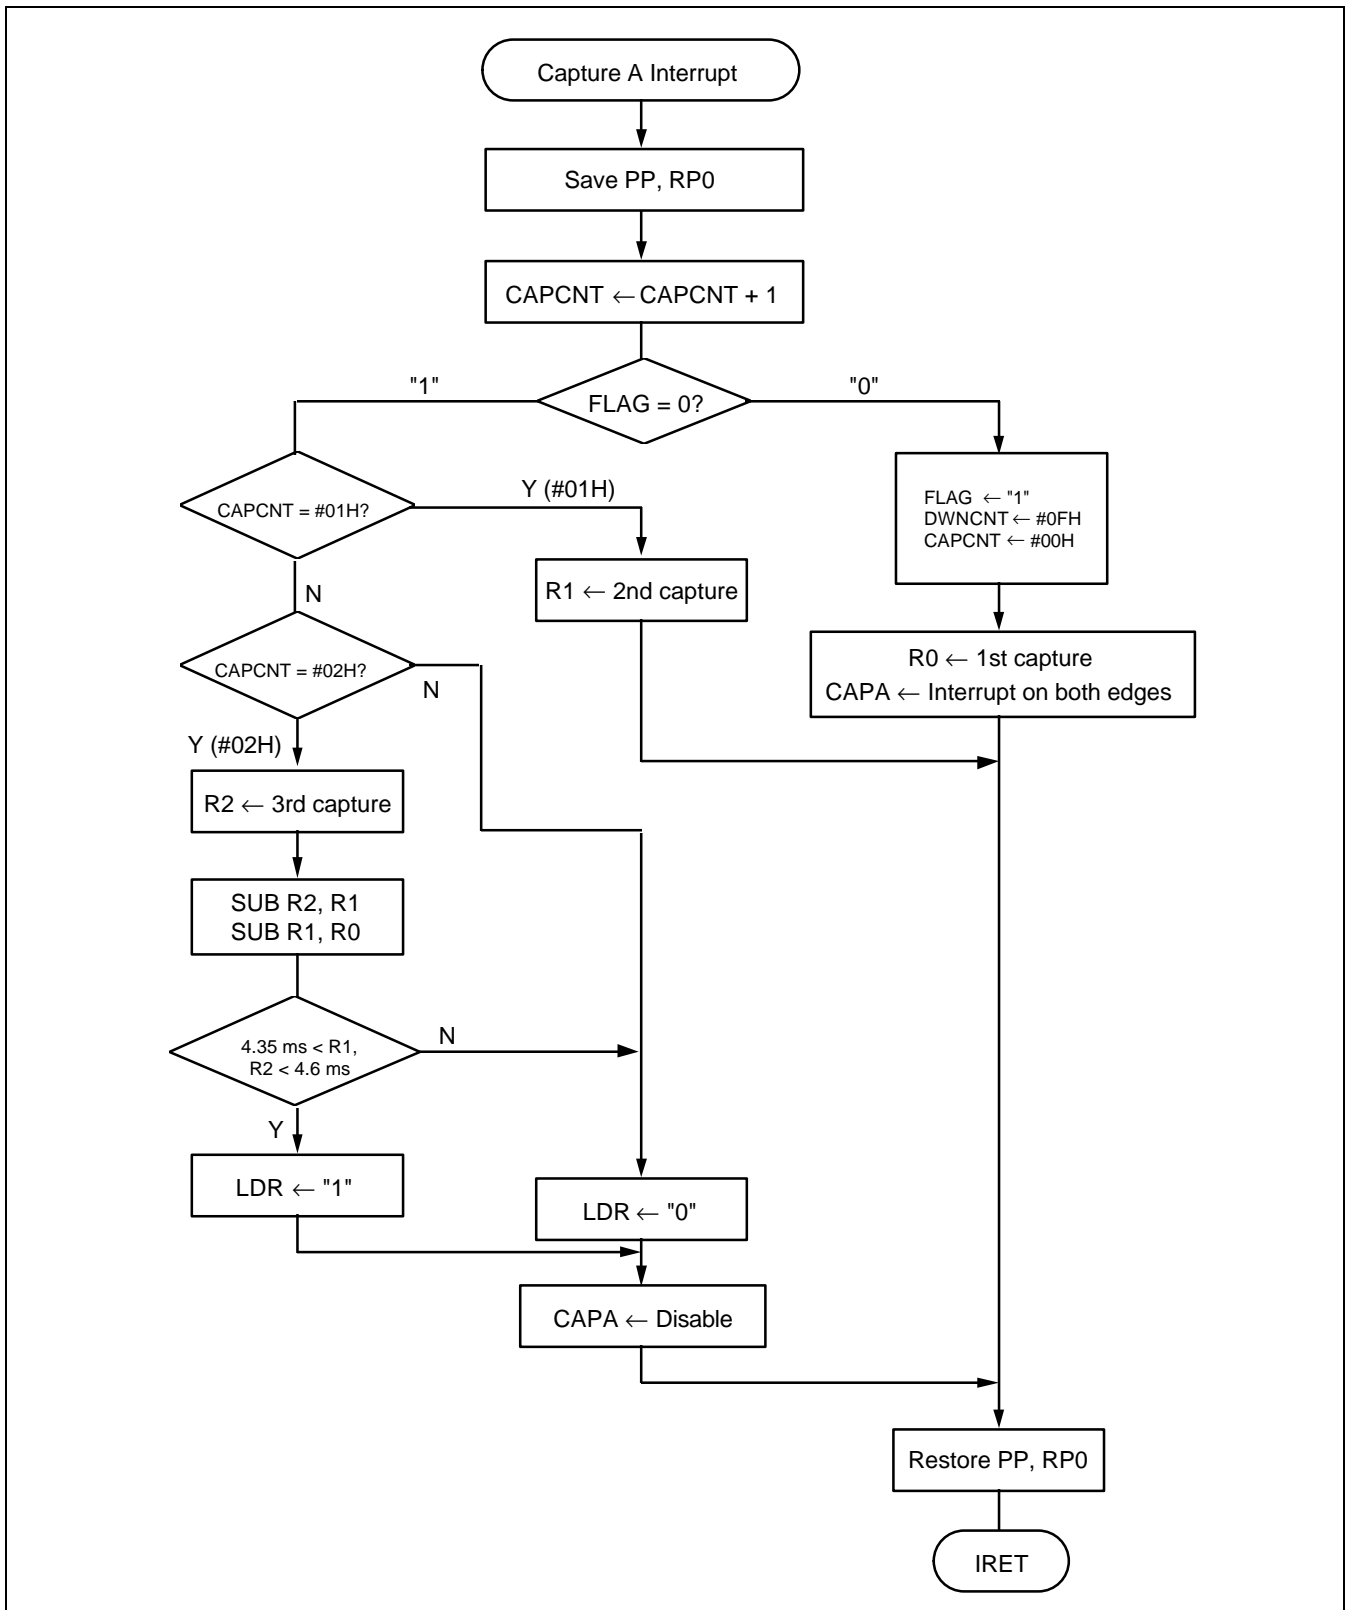 Capture A Interrupt
Save PP, RP0
CAPCNT ← CAPCNT + 1
FLAG = 0?
"1"
"0"
CAPCNT = #01H?
Y (#01H)
FLAG ← "1"
DWNCNT ← #0FH
CAPCNT ← #00H
R1 ← 2nd capture
N
R0 ← 1st capture
CAPA ← Interrupt on both edges
CAPCNT = #02H?
N
Y (#02H)
R2 ← 3rd capture
SUB R2, R1
SUB R1, R0
4.35 ms < R1,
R2 < 4.6 ms
N
Y
LDR ← "1"
LDR ← "0"
CAPA ← Disable
Restore PP, RP0
IRET